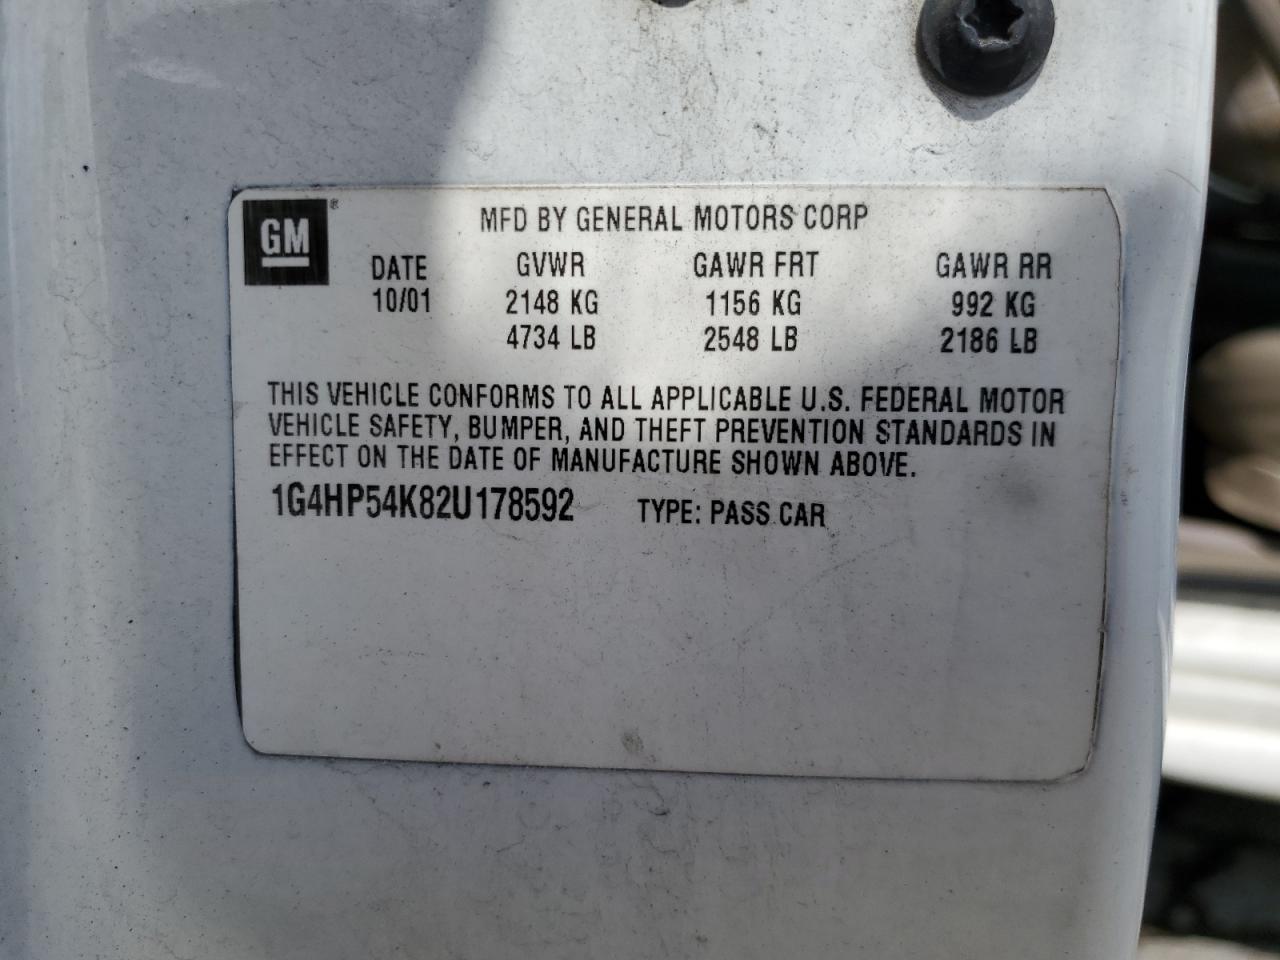 GM®
MFD BY GENERAL MOTORS CORP
DATE GVWR GAWR FRT GAWR RR
10/01 2148 KG 1156 KG 992 KG
4734 LB 2548 LB 2186 LB
THIS VEHICLE CONFORMS TO ALL APPLICABLE U.S. FEDERAL MOTOR
VEHICLE SAFETY, BUMPER, AND THEFT PREVENTION STANDARDS IN
EFFECT ON THE DATE OF MANUFACTURE SHOWN ABOVE.
1G4HP54K82U178592 TYPE: PASS CAR